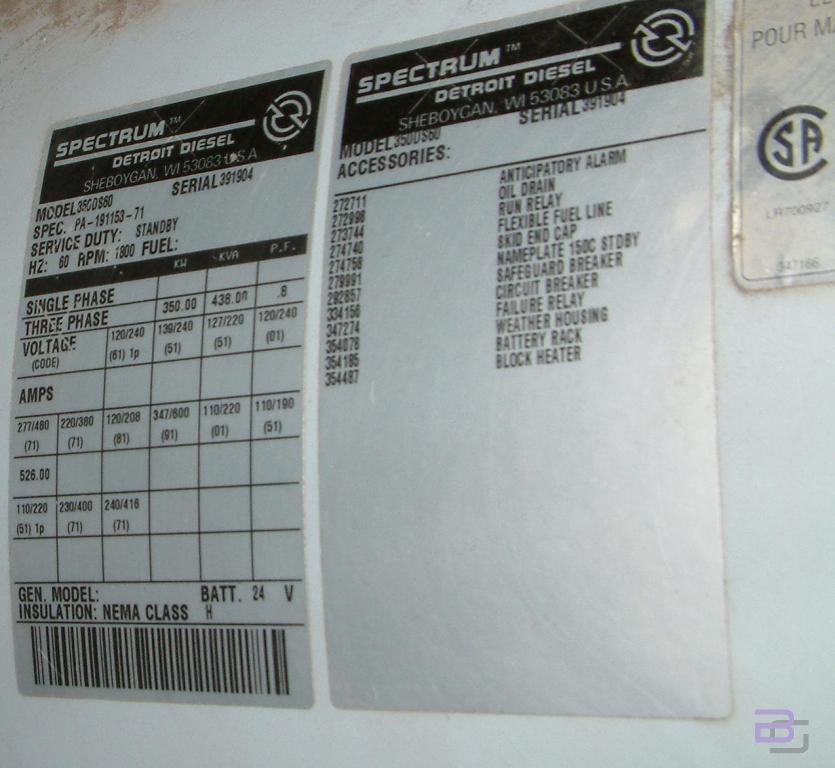 SPECTRUM™
DETROIT DIESEL
SHEBOYGAN, WI 53083 U.S.A
MODEL 350DS60 SERIAL 391904
SPEC. PA-191153-71
SERVICE DUTY: STANDBY
HZ: 60 RPM: 1800 FUEL:
KW KVA P.F.
SINGLE PHASE
THREE PHASE 350.00 438.00 .8
VOLTAGE 120/240 139/240 127/220 120/240
(CODE) (61) 1p (51) (51) (01)
AMPS
277/480 220/380 120/208 347/600 110/220 110/190
(71) (71) (81) (91) (01) (51)
526.00
110/220 230/400 240/416
(51) 1p (71) (71)
GEN. MODEL: BATT. 24 V
INSULATION: NEMA CLASS H
SPECTRUM™
DETROIT DIESEL
SHEBOYGAN, WI 53083 U.S.A
MODEL 350DS60 SERIAL 391904
ACCESSORIES:
272711 ANTICIPATORY ALARM
272998 OIL DRAIN
273744 RUN RELAY
274740 FLEXIBLE FUEL LINE
274758 SKID END CAP
279991 NAMEPLATE 150C STDBY
292857 SAFEGUARD BREAKER
334156 CIRCUIT BREAKER
347274 FAILURE RELAY
354078 WEATHER HOUSING
354185 BATTERY RACK
354487 BLOCK HEATER
POUR MA
SA
LR700927
347166